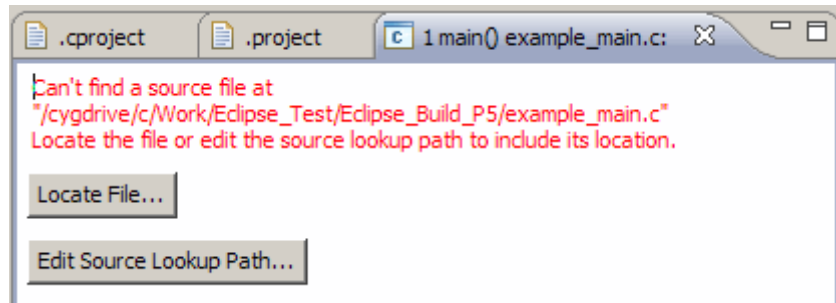 .cproject
.project
1 main() example_main.c:
Can't find a source file at
"/cygdrive/c/Work/Eclipse_Test/Eclipse_Build_P5/example_main.c"
Locate the file or edit the source lookup path to include its location.
Locate File...
Edit Source Lookup Path...